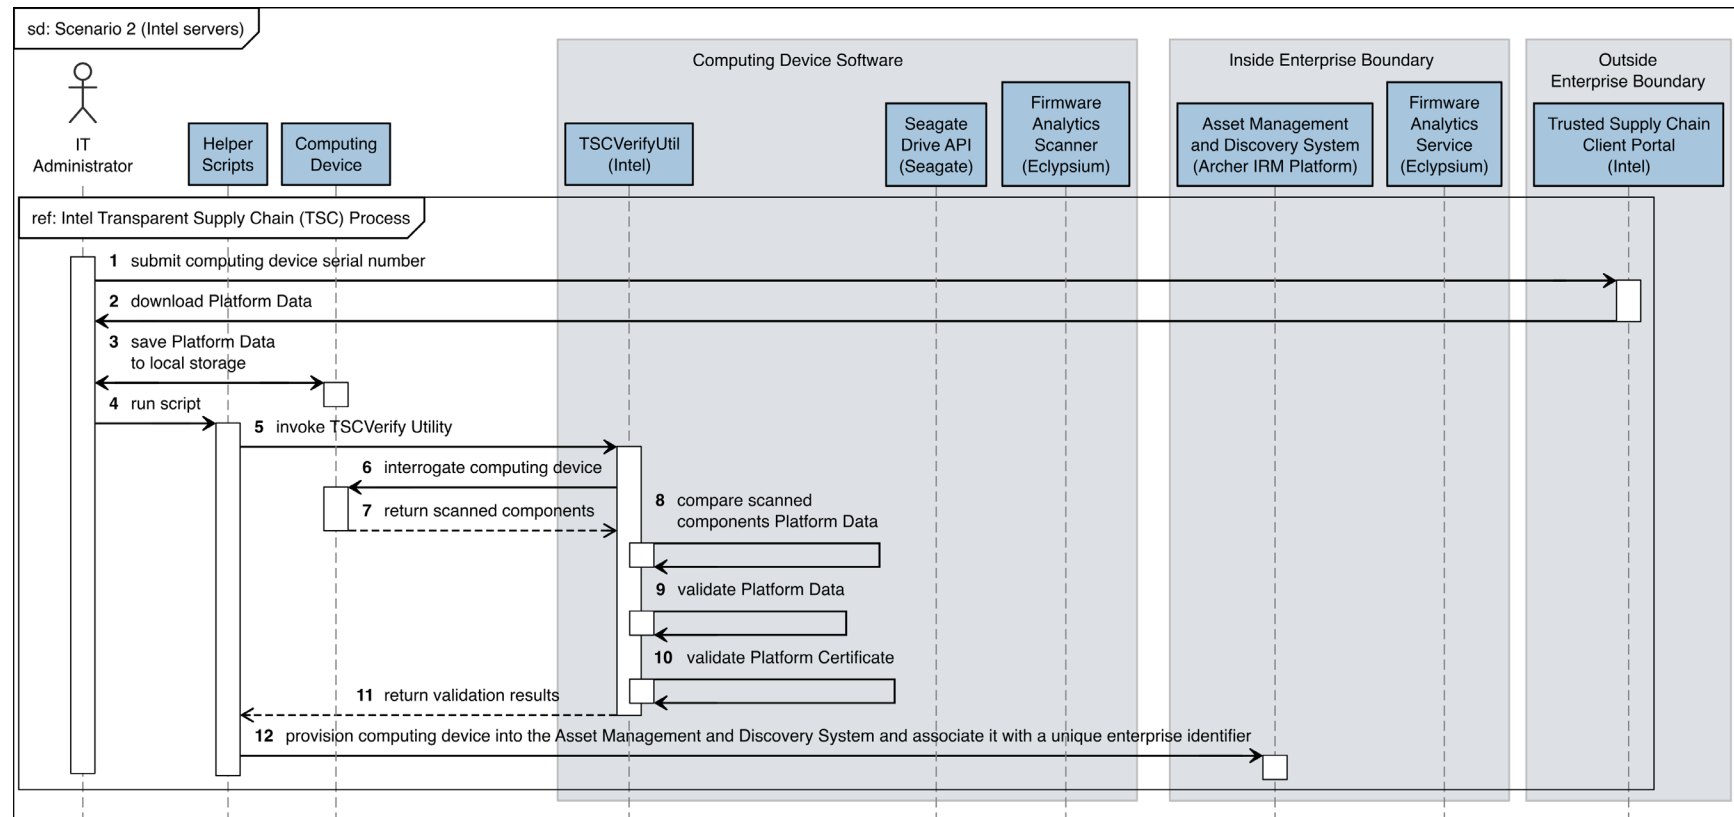 sd: Scenario 2 (Intel servers)
Computing Device Software
Inside Enterprise Boundary
Outside
Enterprise Boundary
IT
Administrator
Helper
Scripts
Computing
Device
TSCVerifyUtil
(Intel)
Seagate
Drive API
(Seagate)
Firmware
Analytics
Scanner
(Eclypsium)
Asset Management
and Discovery System
(Archer IRM Platform)
Firmware
Analytics
Service
(Eclypsium)
Trusted Supply Chain
Client Portal
(Intel)
ref: Intel Transparent Supply Chain (TSC) Process
1 submit computing device serial number
2 download Platform Data
3 save Platform Data
to local storage
4 run script
5 invoke TSCVerify Utility
6 interrogate computing device
7 return scanned components
8 compare scanned
components Platform Data
9 validate Platform Data
10 validate Platform Certificate
11 return validation results
12 provision computing device into the Asset Management and Discovery System and associate it with a unique enterprise identifier